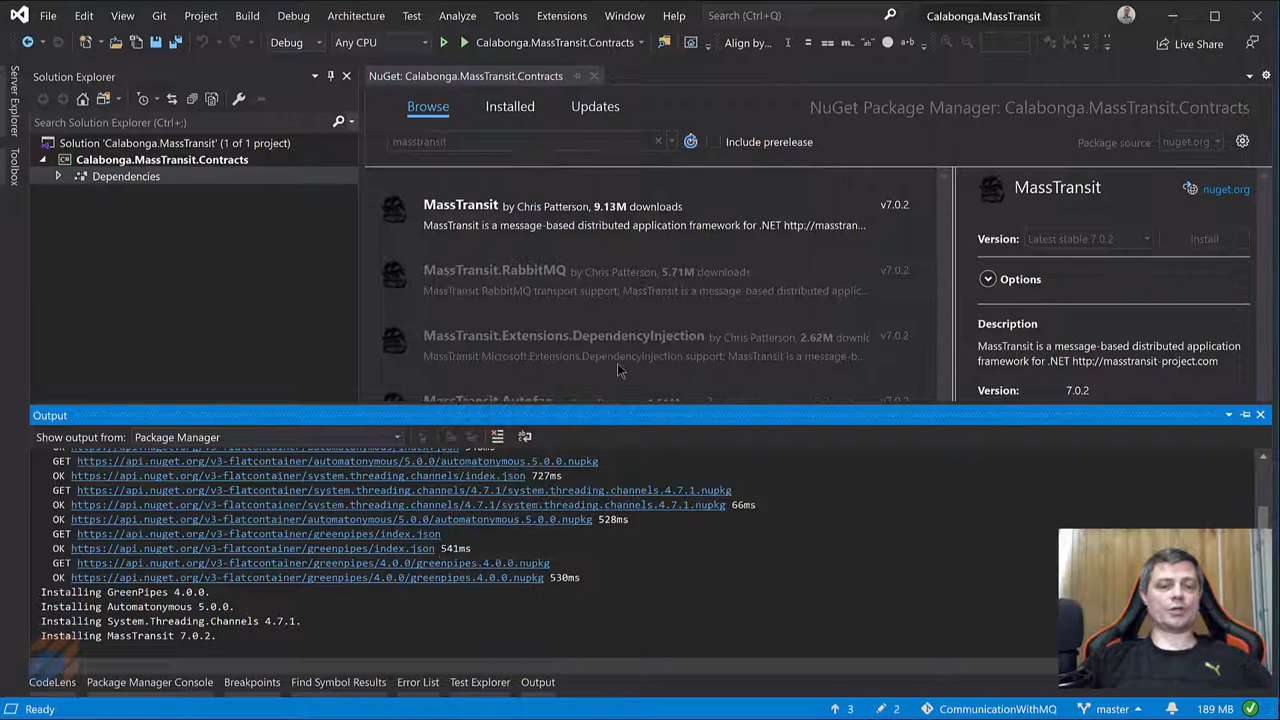 File Edit View Git Project Build Debug Architecture Test Analyze Tools Extensions Window Help Search (Ctrl+Q) Calabonga.MassTransit
Debug Any CPU Calabonga.MassTransit.Contracts Align by... Live Share
Server Explorer
Toolbox
Solution Explorer
Search Solution Explorer (Ctrl+;)
Solution 'Calabonga.MassTransit' (1 of 1 project)
Calabonga.MassTransit.Contracts
Dependencies
NuGet: Calabonga.MassTransit.Contracts
Browse Installed Updates
NuGet Package Manager: Calabonga.MassTransit.Contracts
masstransit
Include prerelease
Package source: nuget.org
MassTransit by Chris Patterson, 9.13M downloads v7.0.2
MassTransit is a message-based distributed application framework for .NET http://masstran...
MassTransit.RabbitMQ by Chris Patterson, 5.71M downloads v7.0.2
MassTransit RabbitMQ transport support; MassTransit is a message-based distributed applic...
MassTransit.Extensions.DependencyInjection by Chris Patterson, 2.62M downlc v7.0.2
MassTransit Microsoft.Extensions.DependencyInjection support; MassTransit is a message-b...
MassTransit nuget.org
Version: Latest stable 7.0.2 Install
Options
Description
MassTransit is a message-based distributed application
framework for .NET http://masstransit-project.com
Version: 7.0.2
Output
Show output from: Package Manager
GET https://api.nuget.org/v3-flatcontainer/automatonymous/5.0.0/automatonymous.5.0.0.nupkg
OK https://api.nuget.org/v3-flatcontainer/system.threading.channels/index.json 727ms
GET https://api.nuget.org/v3-flatcontainer/system.threading.channels/4.7.1/system.threading.channels.4.7.1.nupkg
OK https://api.nuget.org/v3-flatcontainer/system.threading.channels/4.7.1/system.threading.channels.4.7.1.nupkg 66ms
OK https://api.nuget.org/v3-flatcontainer/automatonymous/5.0.0/automatonymous.5.0.0.nupkg 528ms
GET https://api.nuget.org/v3-flatcontainer/greenpipes/index.json
OK https://api.nuget.org/v3-flatcontainer/greenpipes/index.json 541ms
GET https://api.nuget.org/v3-flatcontainer/greenpipes/4.0.0/greenpipes.4.0.0.nupkg
OK https://api.nuget.org/v3-flatcontainer/greenpipes/4.0.0/greenpipes.4.0.0.nupkg 530ms
Installing GreenPipes 4.0.0.
Installing Automatonymous 5.0.0.
Installing System.Threading.Channels 4.7.1.
Installing MassTransit 7.0.2.
CodeLens Package Manager Console Breakpoints Find Symbol Results Error List Test Explorer Output
Ready 3 2 CommunicationWithMQ master 189 MB